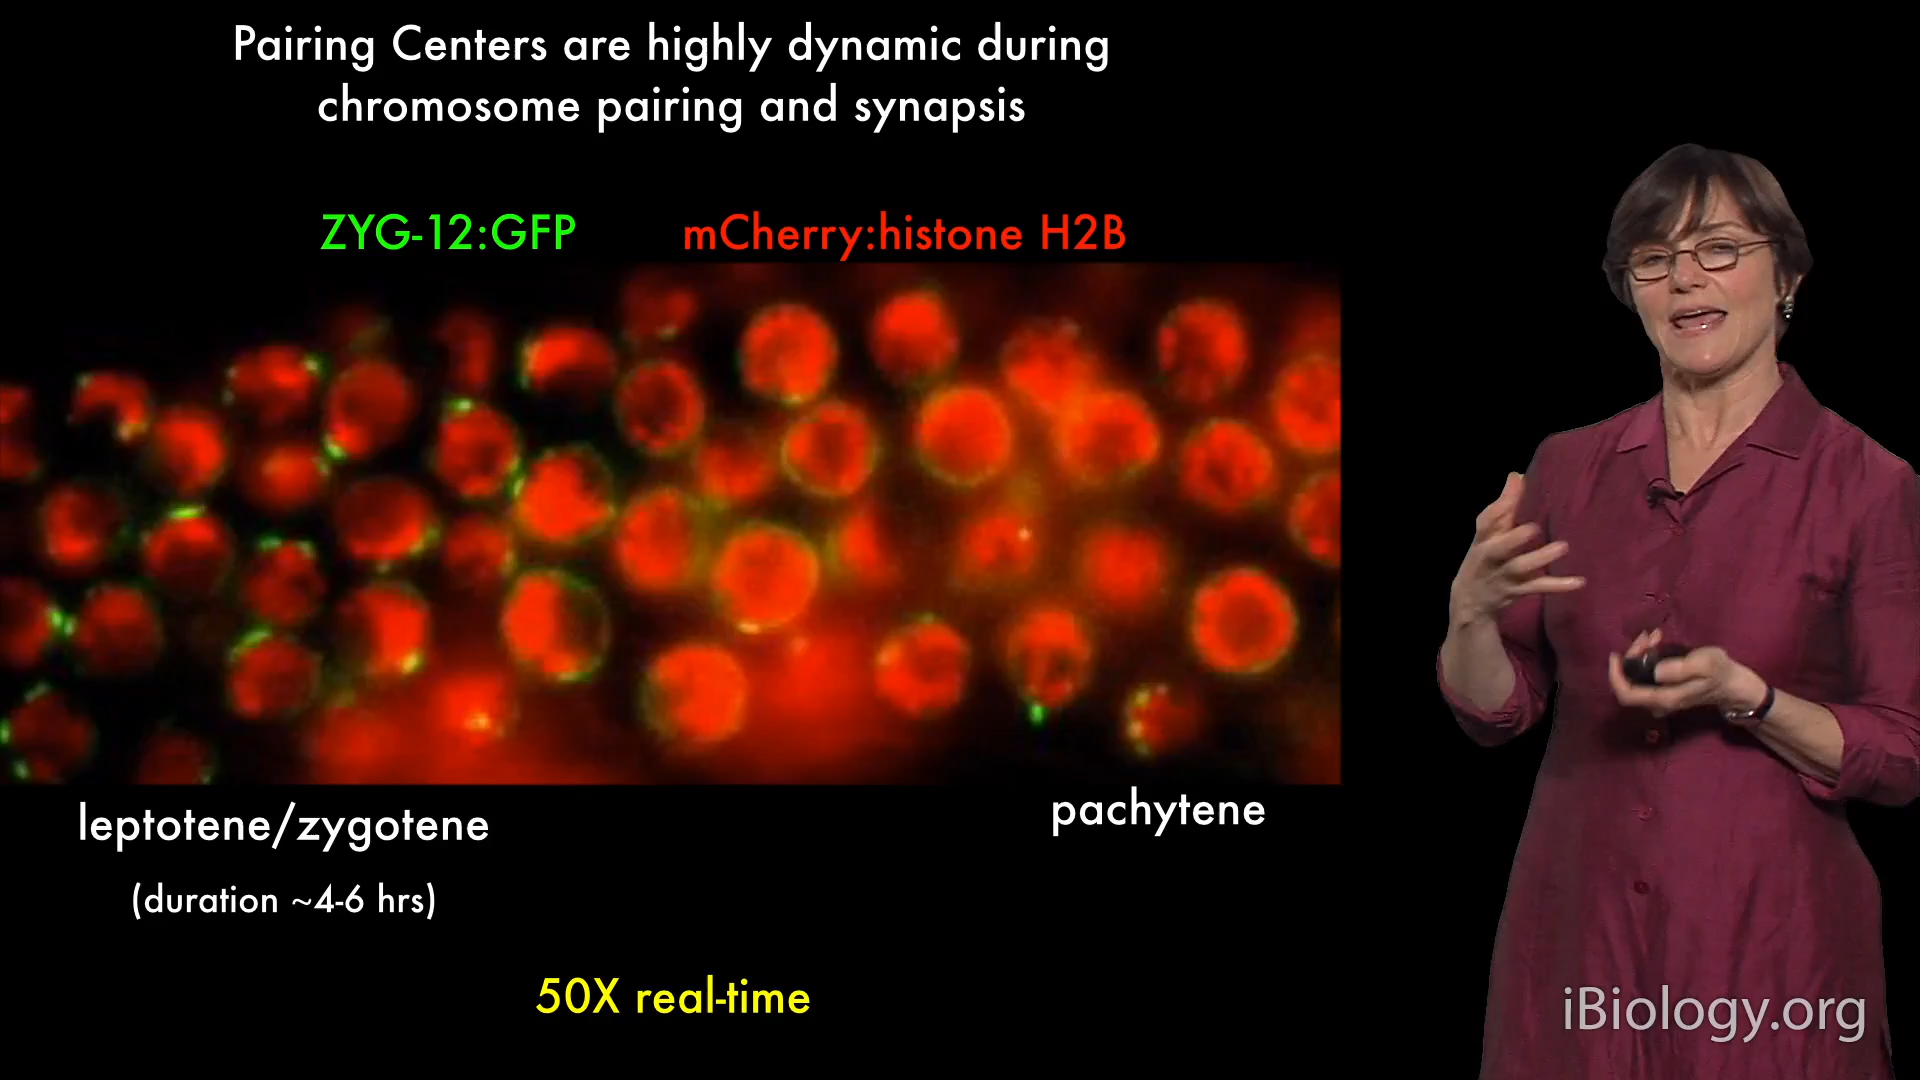 Pairing Centers are highly dynamic during
chromosome pairing and synapsis
ZYG-12:GFP mCherry:histone H2B
leptotene/zygotene
pachytene
(duration ~4-6 hrs)
50X real-time
iBiology.org